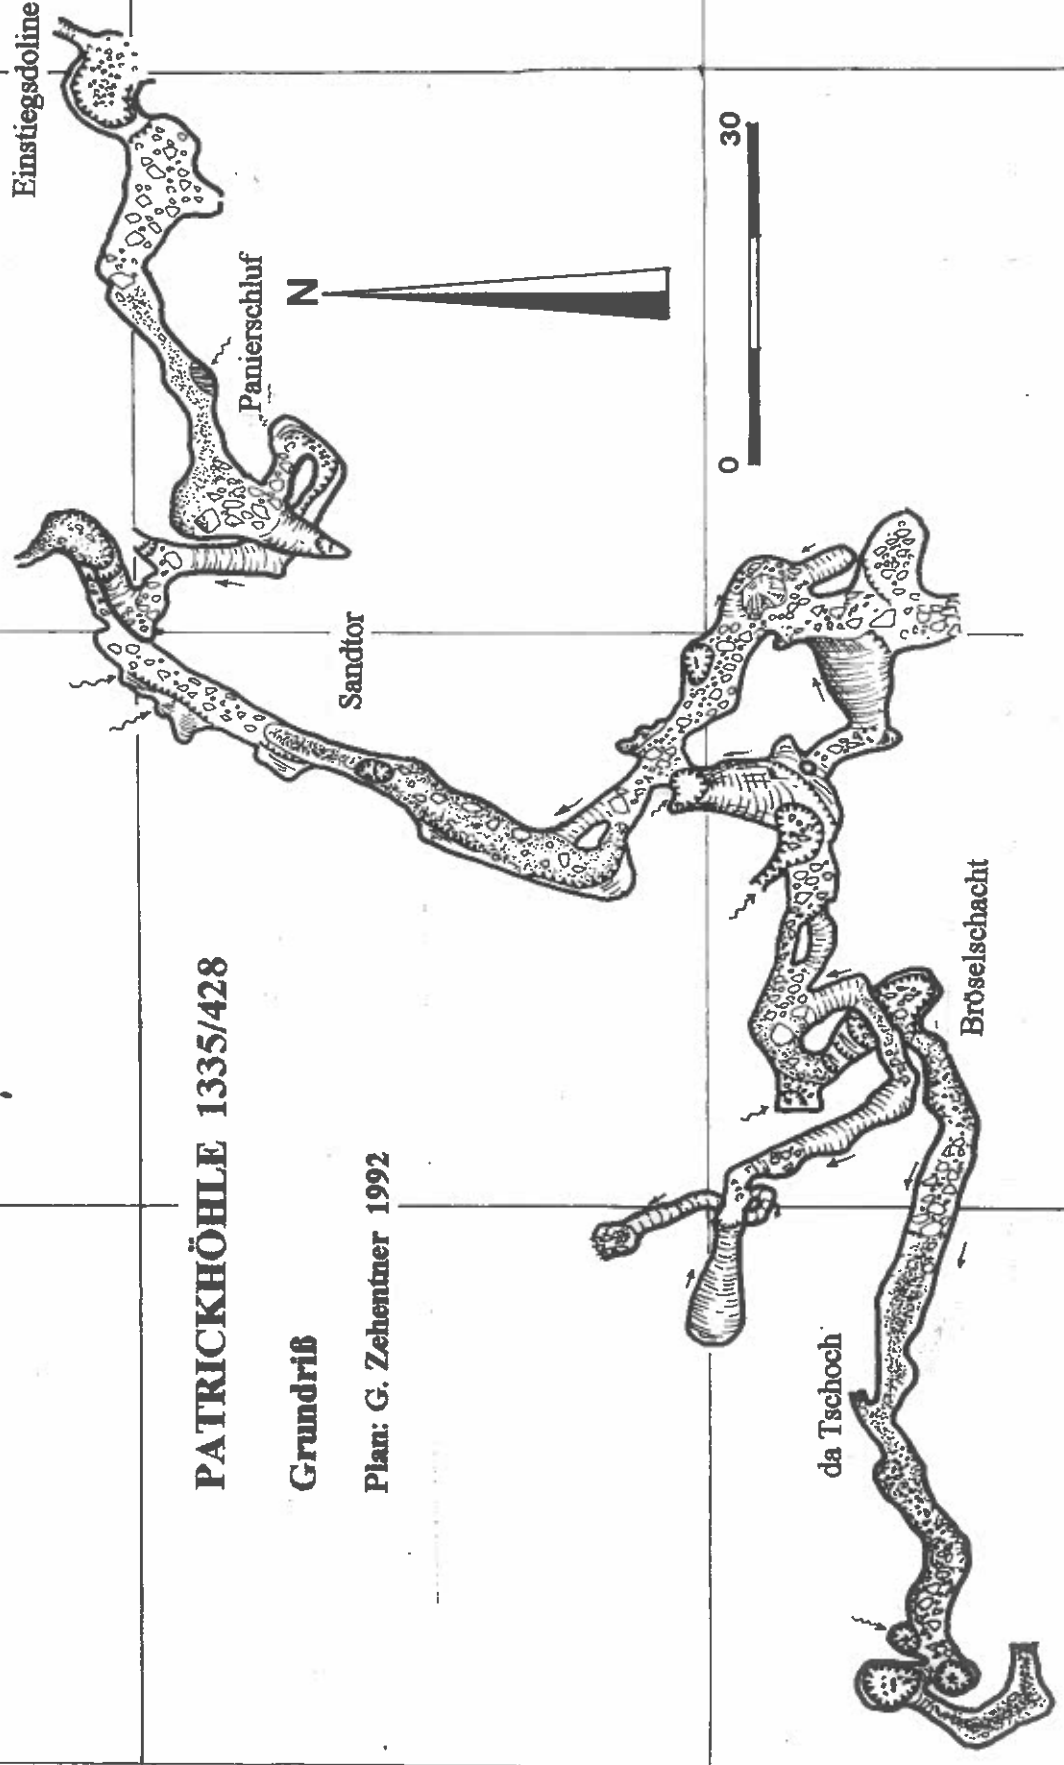 PATRICKHÖHLE 1335/428
Grundriß
Plan: G. Zehentner 1992
Einstiegsdoline
Panierschluf
N
0 30
Sandtor
Bröselschacht
da Tschoch